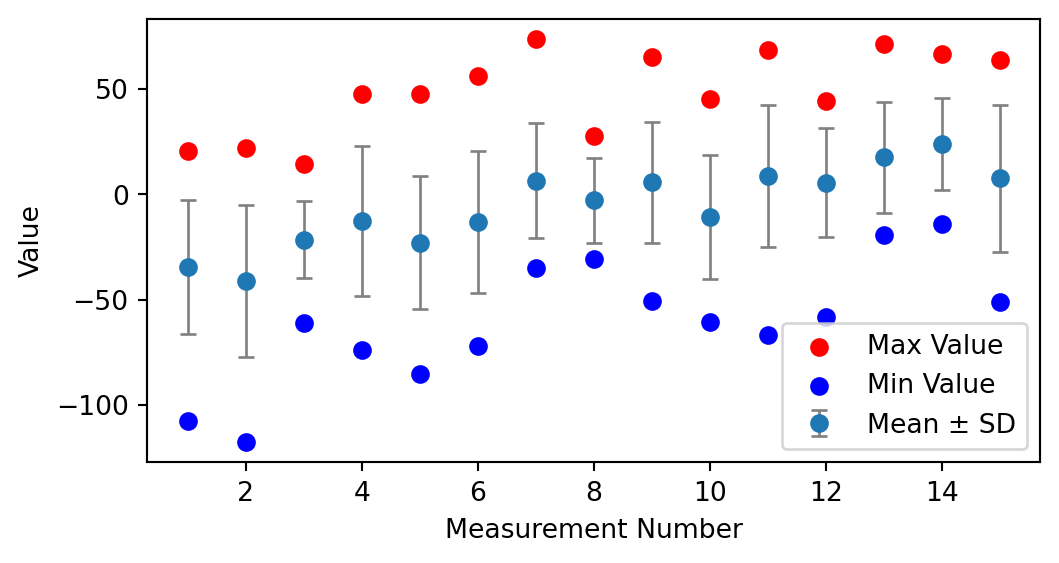 50
0
−50
−100
Value
Max Value
Min Value
Mean ± SD
2 4 6 8 10 12 14
Measurement Number